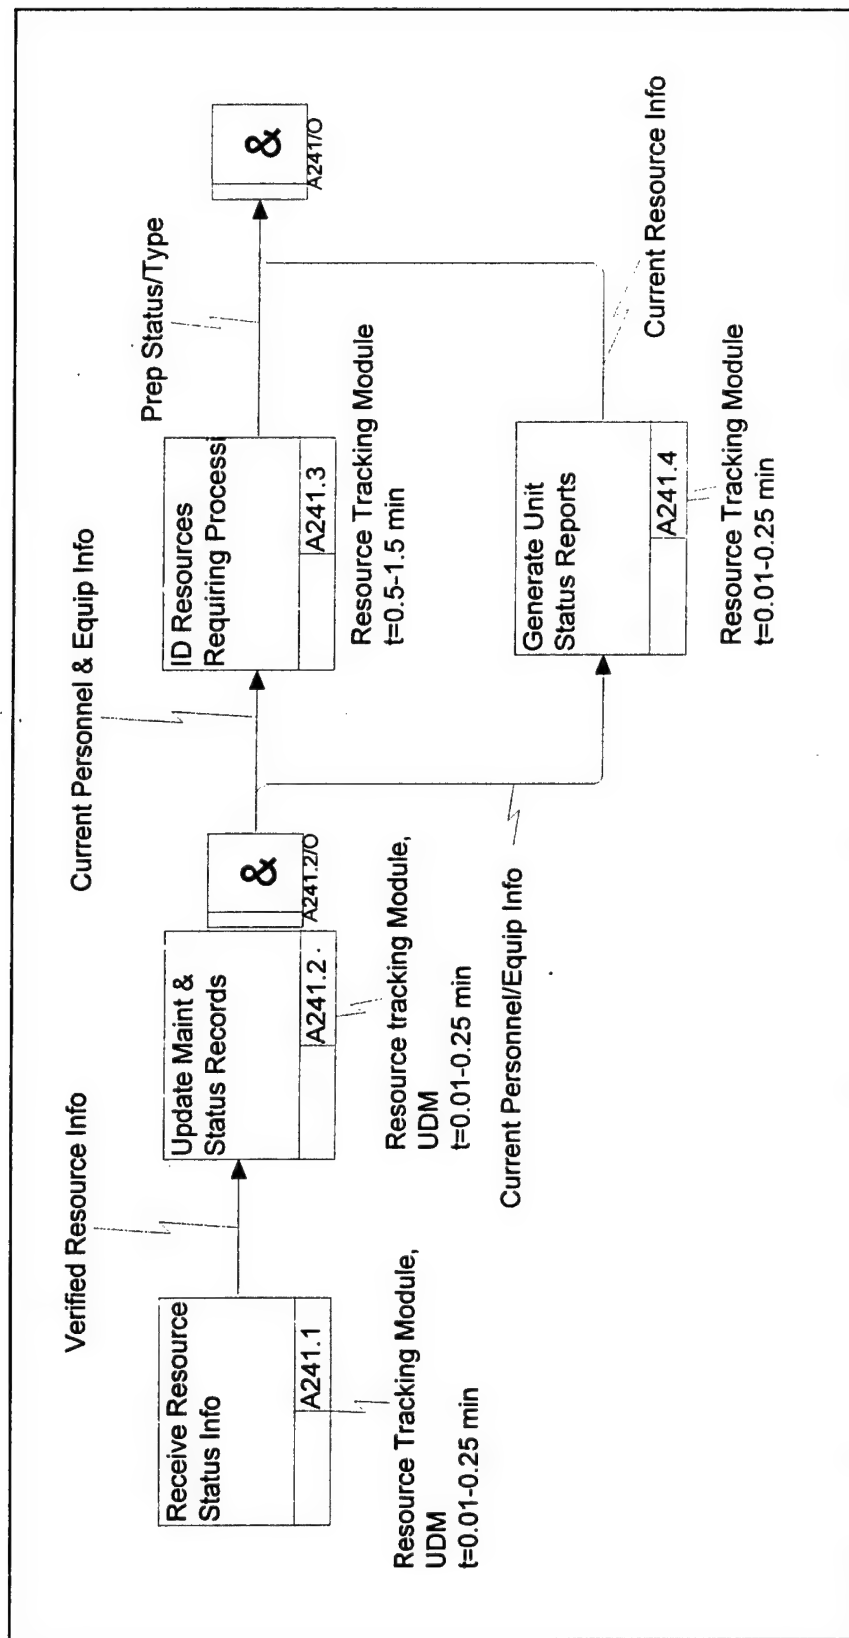 Verified Resource Info
Receive Resource
Status Info
A241.1
Resource Tracking Module,
UDM
t=0.01-0.25 min
Update Maint &
Status Records
A241.2
&
A241.2/O
Resource tracking Module,
UDM
t=0.01-0.25 min
Current Personnel & Equip Info
Current Personnel/Equip Info
ID Resources
Requiring Processi
A241.3
Resource Tracking Module
t=0.5-1.5 min
Prep Status/Type
Generate Unit
Status Reports
A241.4
Resource Tracking Module
t=0.01-0.25 min
Current Resource Info
&
A241/O